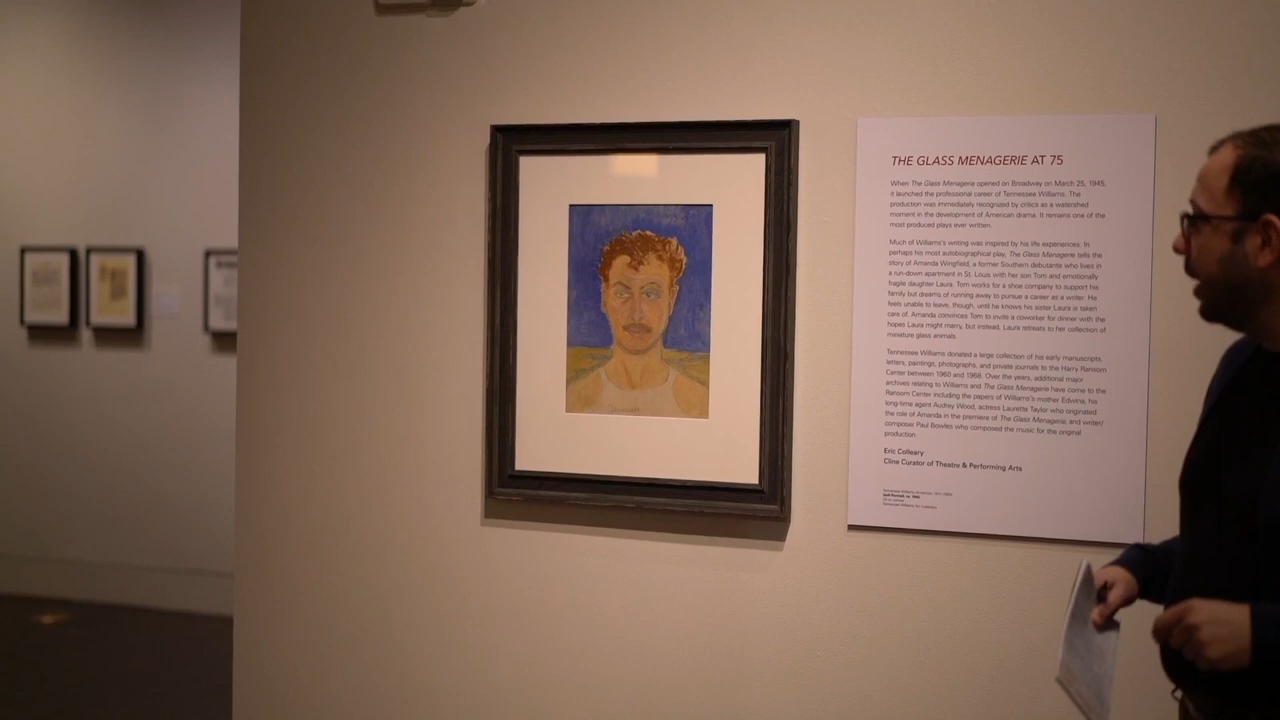 THE GLASS MENAGERIE AT 75
When The Glass Menagerie opened on Broadway on March 25, 1945,
it launched the professional career of Tennessee Williams. The
production was immediately recognized by critics as a watershed
moment in the development of American drama. It remains one of the
most produced plays ever written.
Much of Williams's writing was inspired by his life experiences. In
perhaps his most autobiographical play, The Glass Menagerie tells the
story of Amanda Wingfield, a former Southern debutante who lives in
a run-down apartment in St. Louis with her son Tom and emotionally
fragile daughter Laura. Tom works for a shoe company to support his
family but dreams of running away to pursue a career as a writer. He
feels unable to leave, though, until he knows his sister Laura is taken
care of. Amanda convinces Tom to invite a coworker for dinner with the
hopes Laura might marry, but instead, Laura retreats to her collection of
miniature glass animals.
Tennessee Williams donated a large collection of his early manuscripts,
letters, paintings, photographs, and private journals to the Harry Ransom
Center between 1960 and 1968. Over the years, additional major
archives relating to Williams and The Glass Menagerie have come to the
Ransom Center including the papers of Williams's mother Edwina, his
long-time agent Audrey Wood, actress Laurette Taylor who originated
the role of Amanda in the premiere of The Glass Menagerie, and writer/
composer Paul Bowles who composed the music for the original
production.
Eric Colleary
Cline Curator of Theatre & Performing Arts